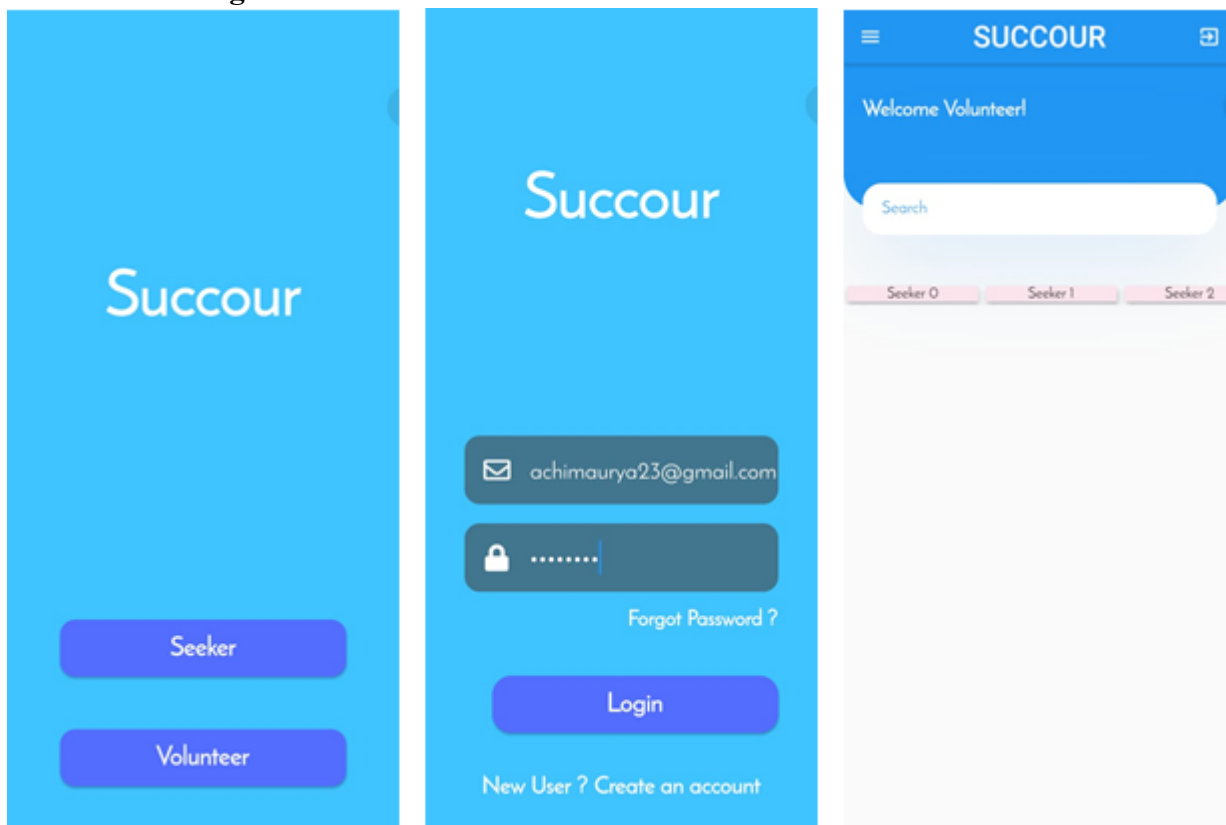 Succour
Seeker
Volunteer
Succour
achimaurya23@gmail.com
••••••••
Forgot Password ?
Login
New User ? Create an account
SUCCOUR
Welcome Volunteer!
Search
Seeker 0
Seeker 1
Seeker 2